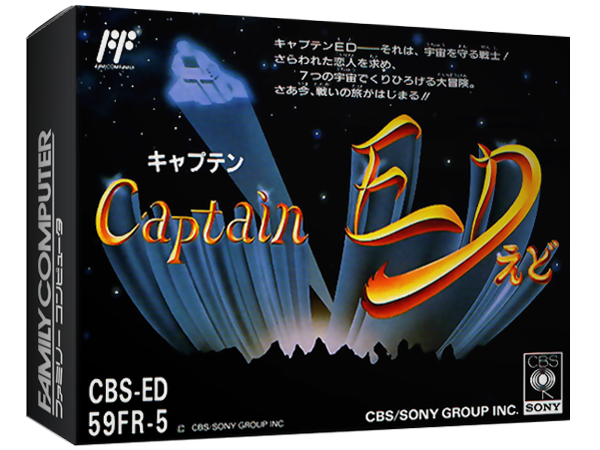 FAMILY COMPUTER
ファミリー コンピュータ
FF
FAMILY COMPUTER
キャプテンED──それは、宇宙を守る戦士!
さらわれた恋人を求め、
7つの宇宙でくりひろげる大冒険。
さあ今、戦いの旅がはじまる!!
キャプテン
Captain ED
えど
CBS-ED
59FR-5
© CBS/SONY GROUP INC
CBS/SONY GROUP INC.
CBS
SONY